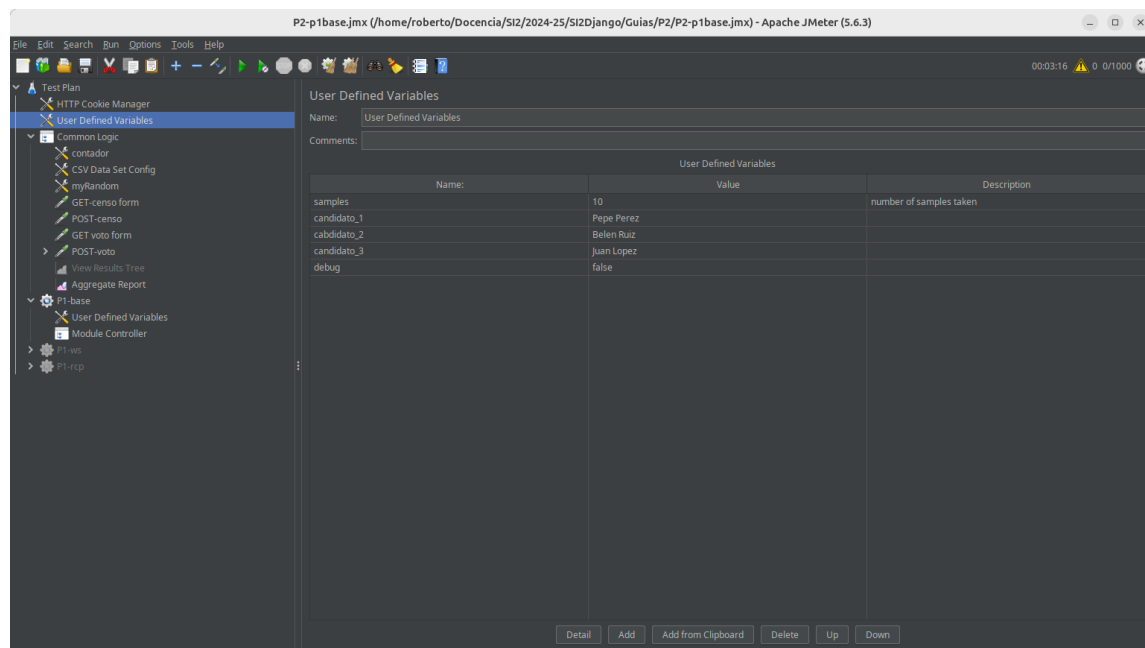 P2-p1base.jmx (/home/roberto/Docencia/SI2/2024-25/SI2Django/Guias/P2/P2-p1base.jmx) - Apache JMeter (5.6.3)
File Edit Search Run Options Tools Help
00:03:16 0 0/1000
Test Plan
HTTP Cookie Manager
User Defined Variables
Common Logic
contador
CSV Data Set Config
myRandom
GET-censo form
POST-censo
GET voto form
POST-voto
View Results Tree
Aggregate Report
P1-base
User Defined Variables
Module Controller
P1-ws
P1-rcp
User Defined Variables
Name: User Defined Variables
Comments:
User Defined Variables
Name: Value Description
samples 10 number of samples taken
candidato_1 Pepe Perez
cabdidato_2 Belen Ruiz
candidato_3 Juan Lopez
debug false
Detail Add Add from Clipboard Delete Up Down